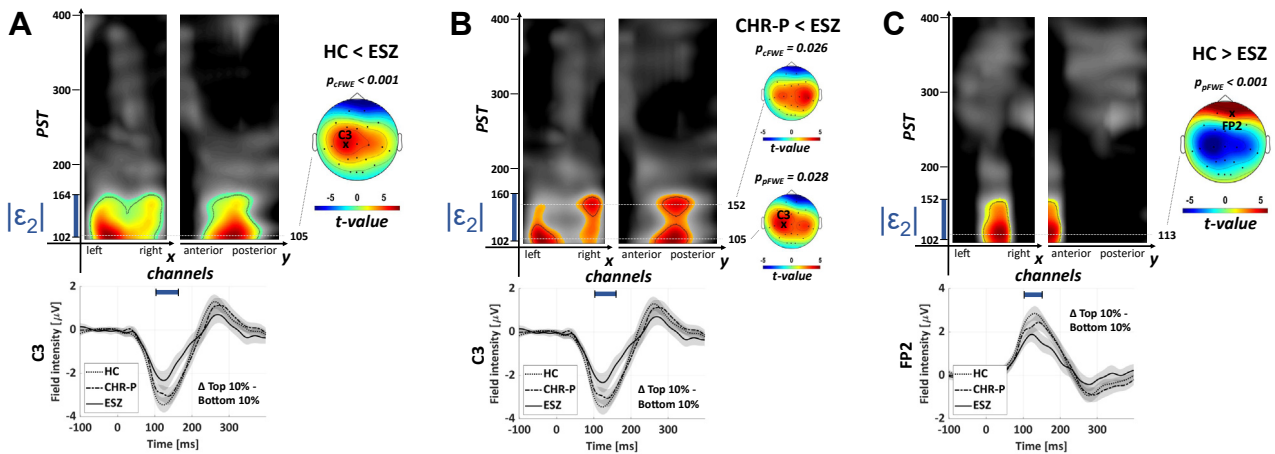 A
400
PST
300
200
164
|ε2|
102
105
left
right
x
anterior
posterior
y
channels
HC < ESZ
pcFWE < 0.001
C3
-5
0
5
t-value
2
0
-2
-4
Field intensity [μV]
C3
HC
CHR-P
ESZ
Δ Top 10% -
Bottom 10%
-100
0
100
200
300
Time [ms]
B
400
PST
300
200
160
|ε2|
102
152
105
left
right
x
anterior
posterior
y
channels
CHR-P < ESZ
pcFWE = 0.026
-5
0
5
t-value
ppFWE = 0.028
C3
-5
0
5
t-value
2
0
-2
-4
Field intensity [μV]
C3
HC
CHR-P
ESZ
Δ Top 10% -
Bottom 10%
-100
0
100
200
300
Time [ms]
C
400
PST
300
200
152
|ε2|
102
113
left
right
x
anterior
posterior
y
channels
HC > ESZ
ppFWE < 0.001
FP2
-5
0
5
t-value
4
2
0
-2
Field intensity [μV]
FP2
HC
CHR-P
ESZ
Δ Top 10% -
Bottom 10%
-100
0
100
200
300
Time [ms]